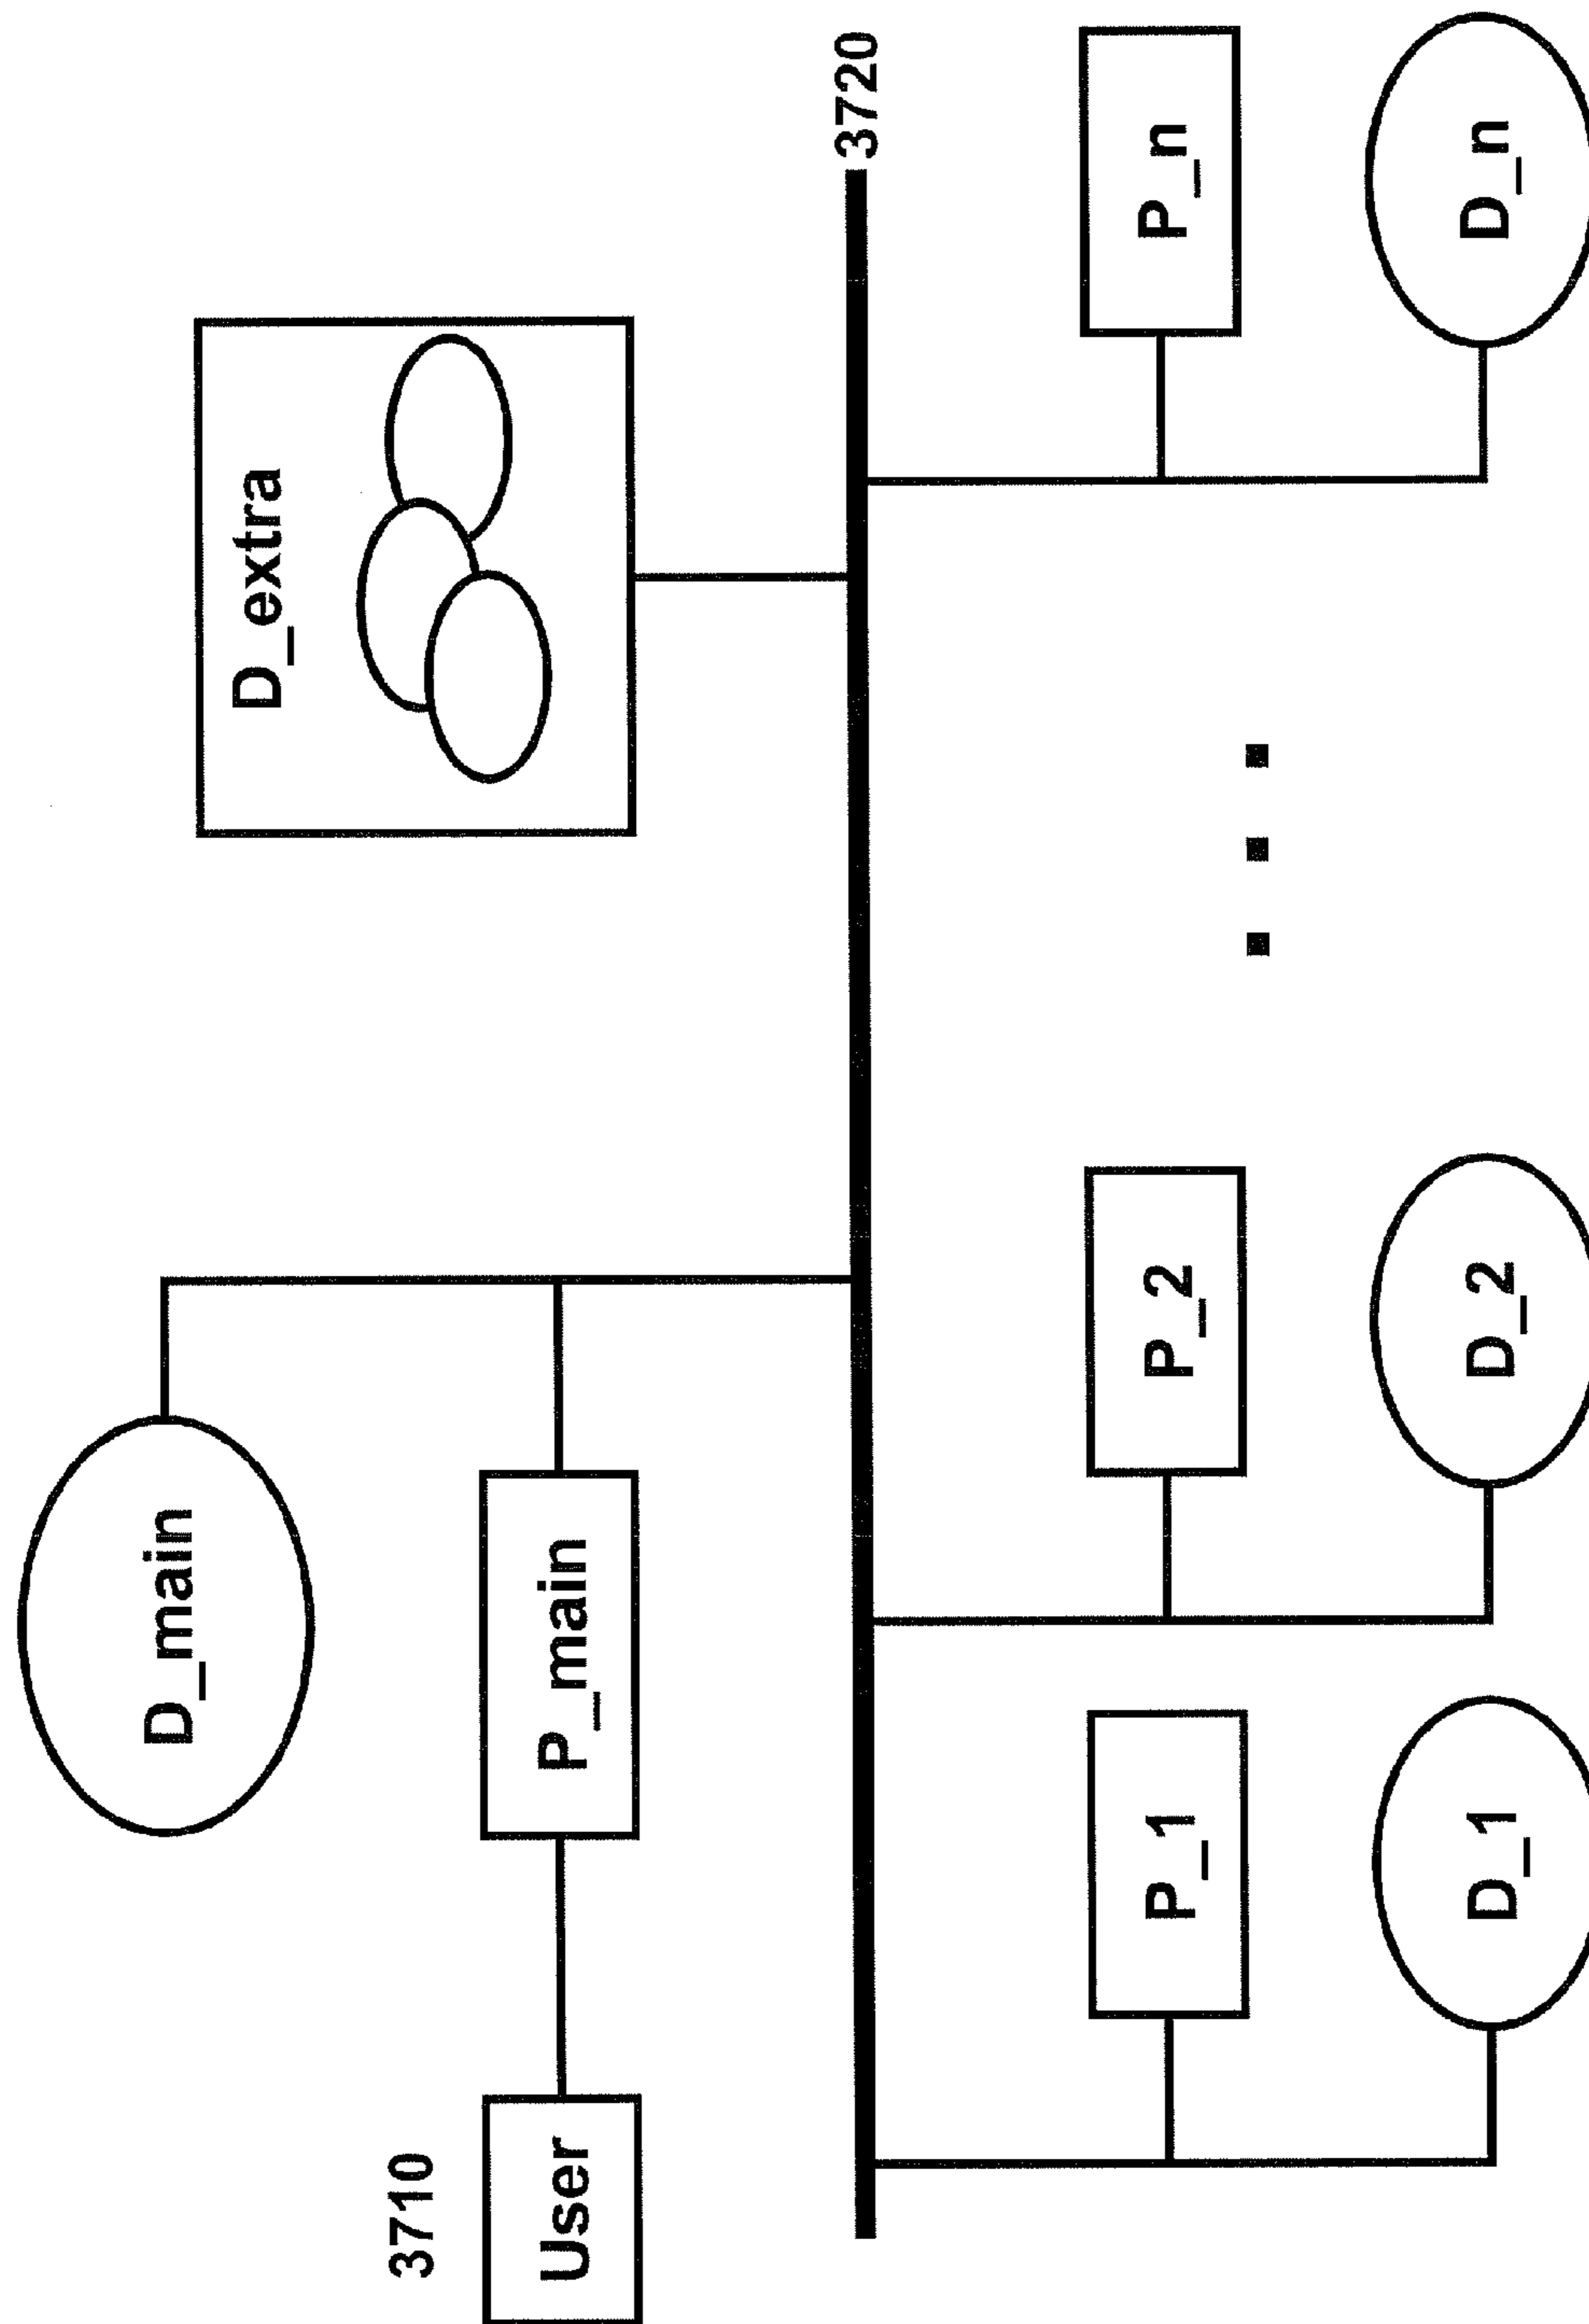 D_main
D_extra
3710
User
P_main
3720
P_1
P_2
P_n
D_1
D_2
D_n